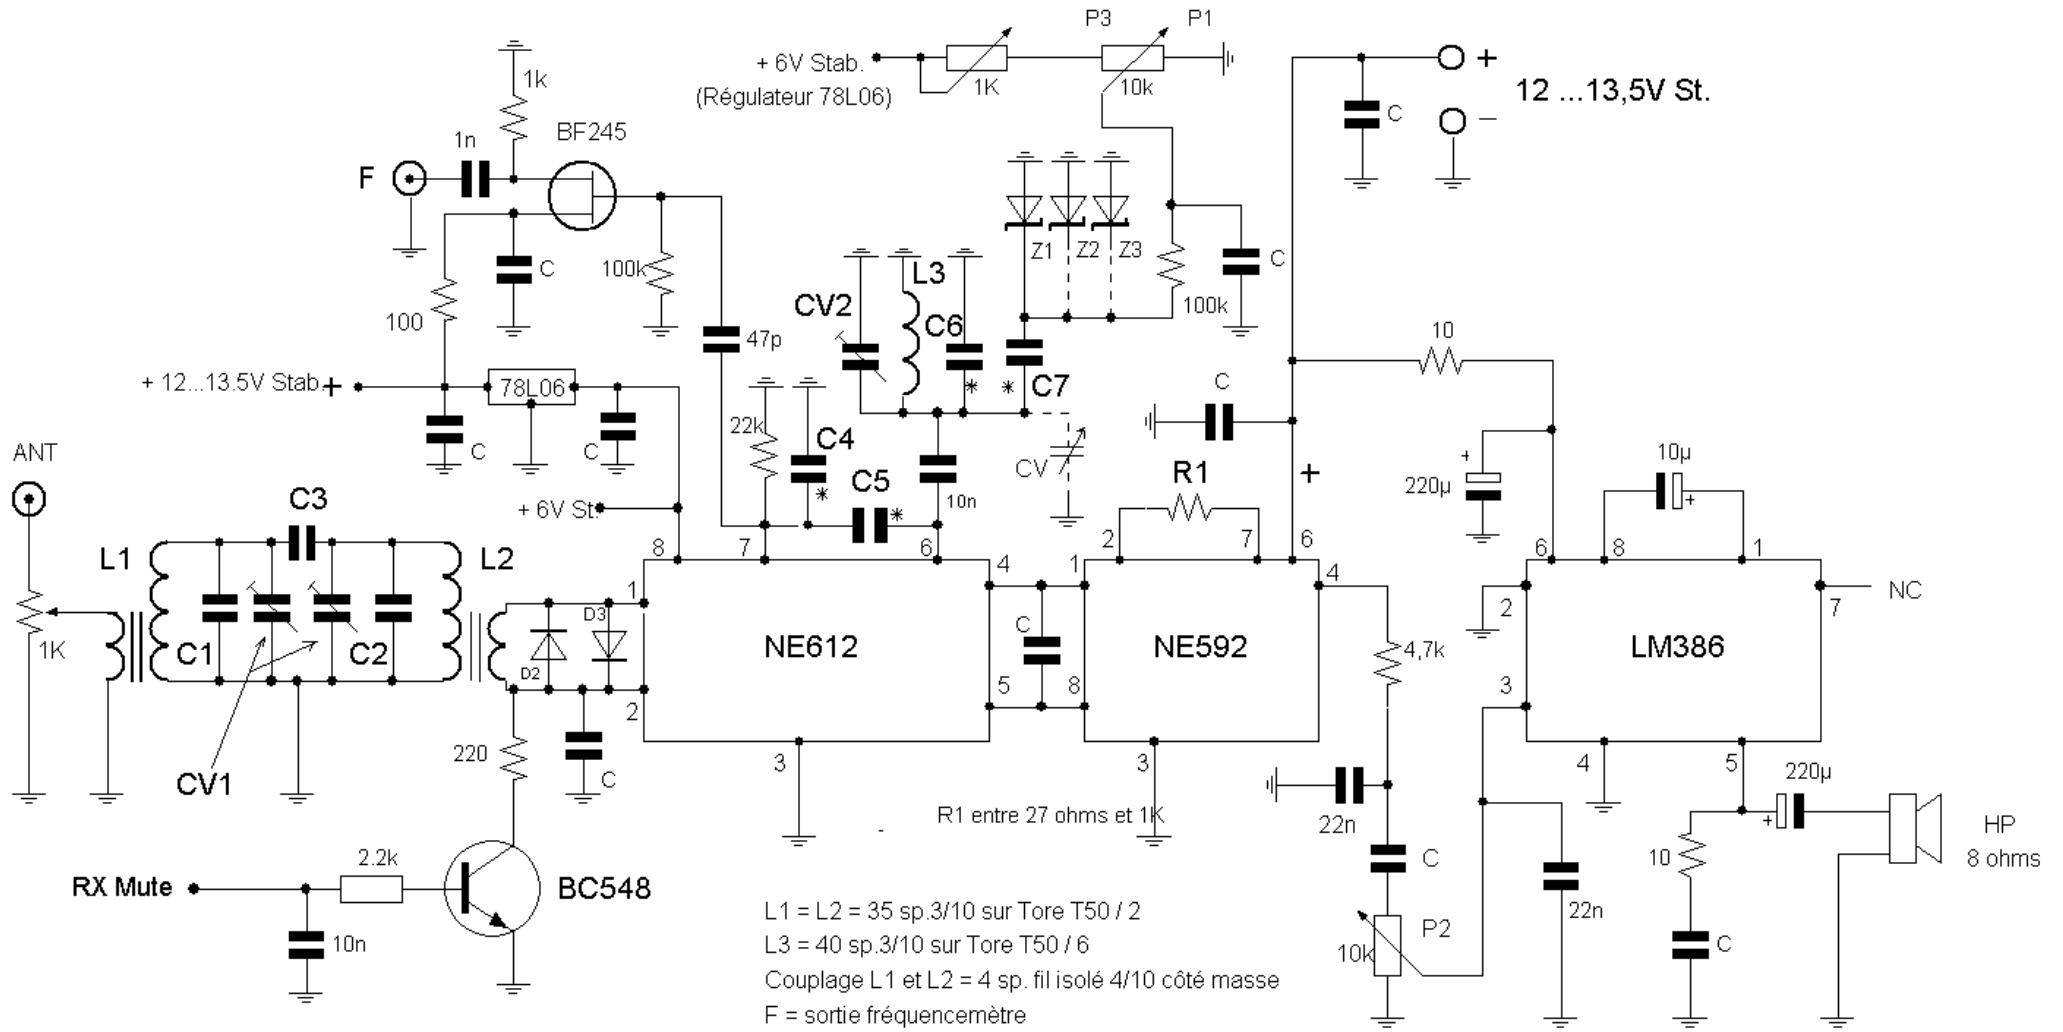 P3
P1
+ 6V Stab.
(Régulateur 78L06)
1K
10k
+
12 ...13,5V St.
−
C
1k
BF245
1n
F
C
100k
100
47p
Z1
Z2
Z3
C
100k
L3
CV2
C6
C7
*
*
10
+ 12...13.5V Stab.+
78L06
C
C
22k
C4
*
C5
*
10n
CV
C
R1
+
220µ
+
10µ
+
ANT
+ 6V St.
C3
L1
L2
1K
C1
C2
CV1
D2
D3
8
7
6
1
2
4
5
3
NE612
C
C
2
7
6
1
8
4
3
NE592
4,7k
6
8
1
2
3
4
5
7
NC
LM386
220
R1 entre 27 ohms et 1K
22n
C
P2
10k
22n
220µ
+
10
C
HP
8 ohms
RX Mute
2.2k
BC548
10n
L1 = L2 = 35 sp.3/10 sur Tore T50 / 2
L3 = 40 sp.3/10 sur Tore T50 / 6
Couplage L1 et L2 = 4 sp. fil isolé 4/10 côté masse
F = sortie fréquencemètre